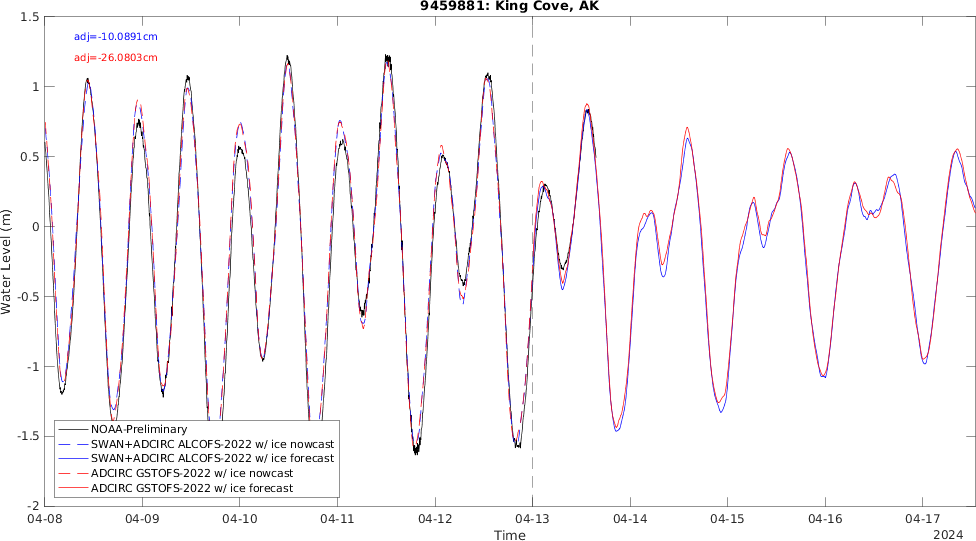 9459881: King Cove, AK
adj=-10.0891cm
adj=-26.0803cm
1.5
1
0.5
0
-0.5
-1
-1.5
-2
Water Level (m)
NOAA-Preliminary
SWAN+ADCIRC ALCOFS-2022 w/ ice nowcast
SWAN+ADCIRC ALCOFS-2022 w/ ice forecast
ADCIRC GSTOFS-2022 w/ ice nowcast
ADCIRC GSTOFS-2022 w/ ice forecast
04-08 04-09 04-10 04-11 04-12 04-13 04-14 04-15 04-16 04-17
Time
2024